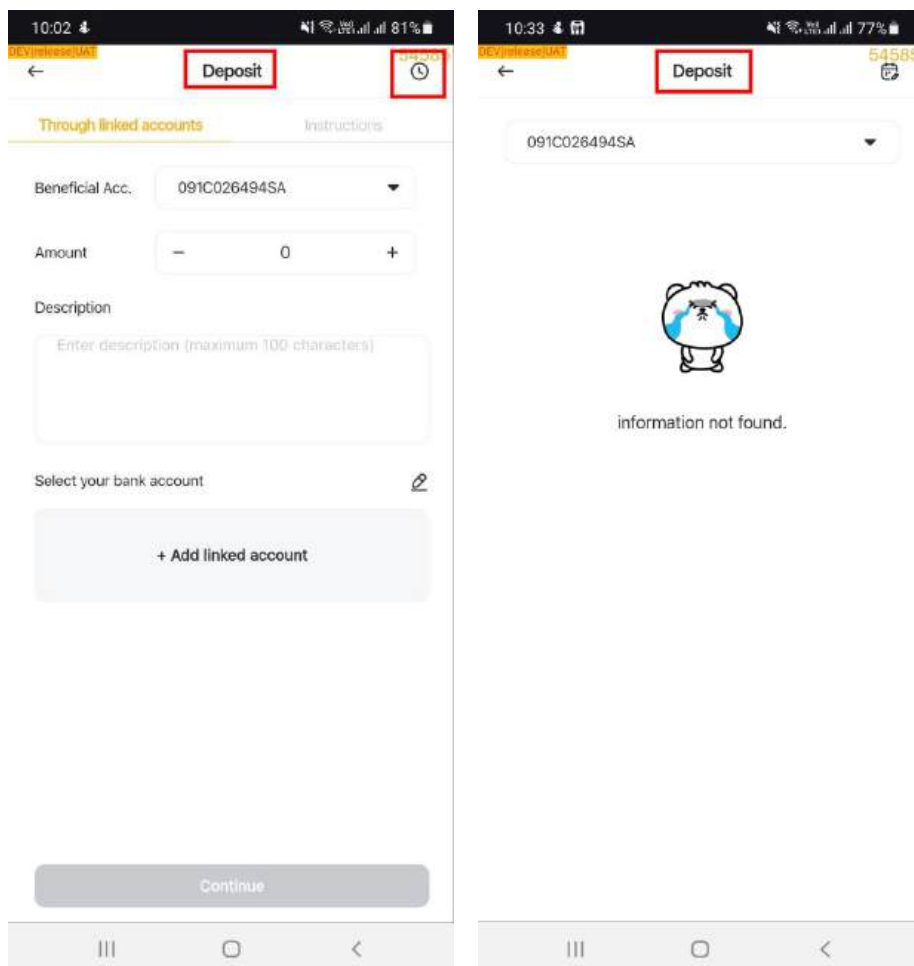 10:02
81%
DEV|release|UAT
54585
Deposit
Through linked accounts
Instructions
Beneficial Acc.
091C026494SA
Amount
−
0
+
Description
Enter description (maximum 100 characters)
Select your bank account
+ Add linked account
Continue
10:33
77%
DEV|release|UAT
54585
Deposit
091C026494SA
information not found.